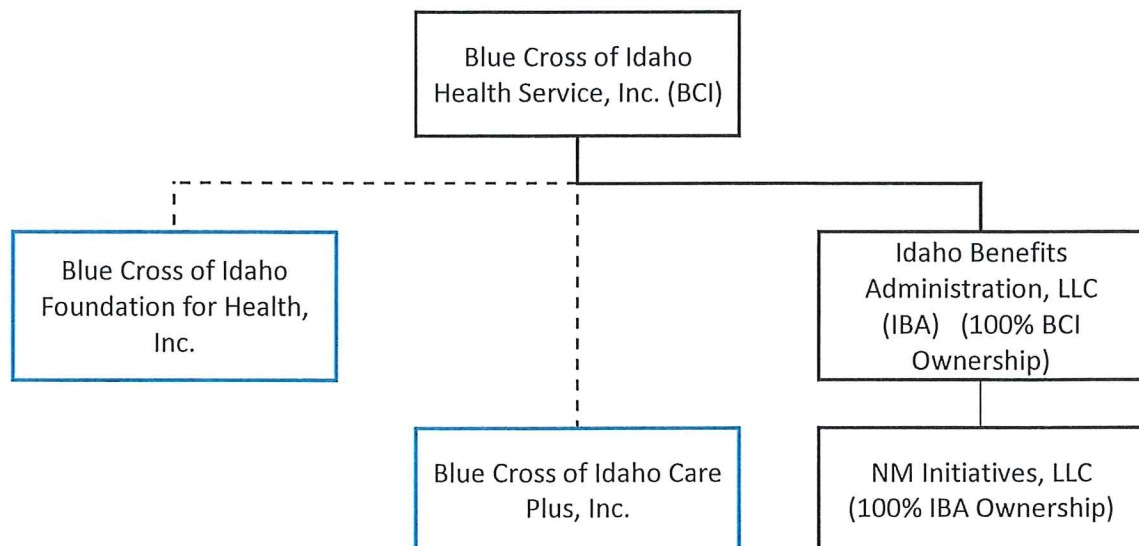 Blue Cross of Idaho
Health Service, Inc. (BCI)
Blue Cross of Idaho
Foundation for Health,
Inc.
Idaho Benefits
Administration, LLC
(IBA) (100% BCI
Ownership)
Blue Cross of Idaho Care
Plus, Inc.
NM Initiatives, LLC
(100% IBA Ownership)